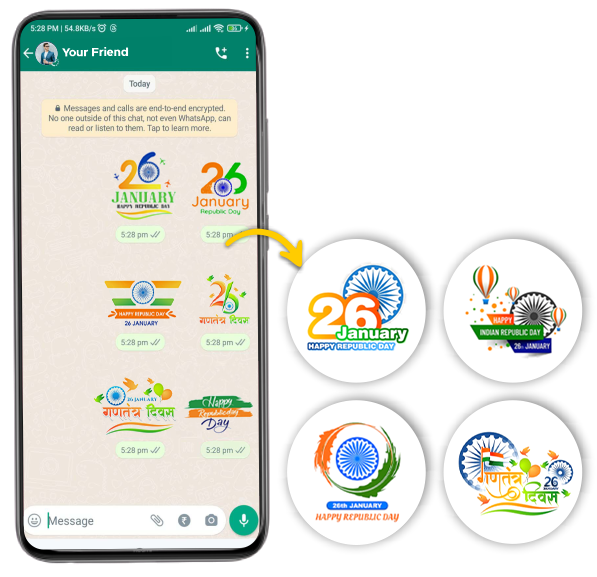 5:28 PM | 54.8KB/s
Your Friend
Today
Messages and calls are end-to-end encrypted.
No one outside of this chat, not even WhatsApp, can
read or listen to them. Tap to learn more.
26
JANUARY
HAPPY REPUBLIC DAY
26
January
Republic Day
5:28 pm
5:28 pm
HAPPY REPUBLIC DAY
26 JANUARY
26
गणतंत्र दिवस
5:28 pm
5:28 pm
26 JANUARY
गणतंत्र दिवस
Happy
Republic day
Day
5:28 pm
5:28 pm
Message
26
January
HAPPY REPUBLIC DAY
HAPPY
INDIAN REPUBLIC DAY
26th JANUARY
26th JANUARY
HAPPY REPUBLIC DAY
गणतंत्र
दिवस
26
JANUARY